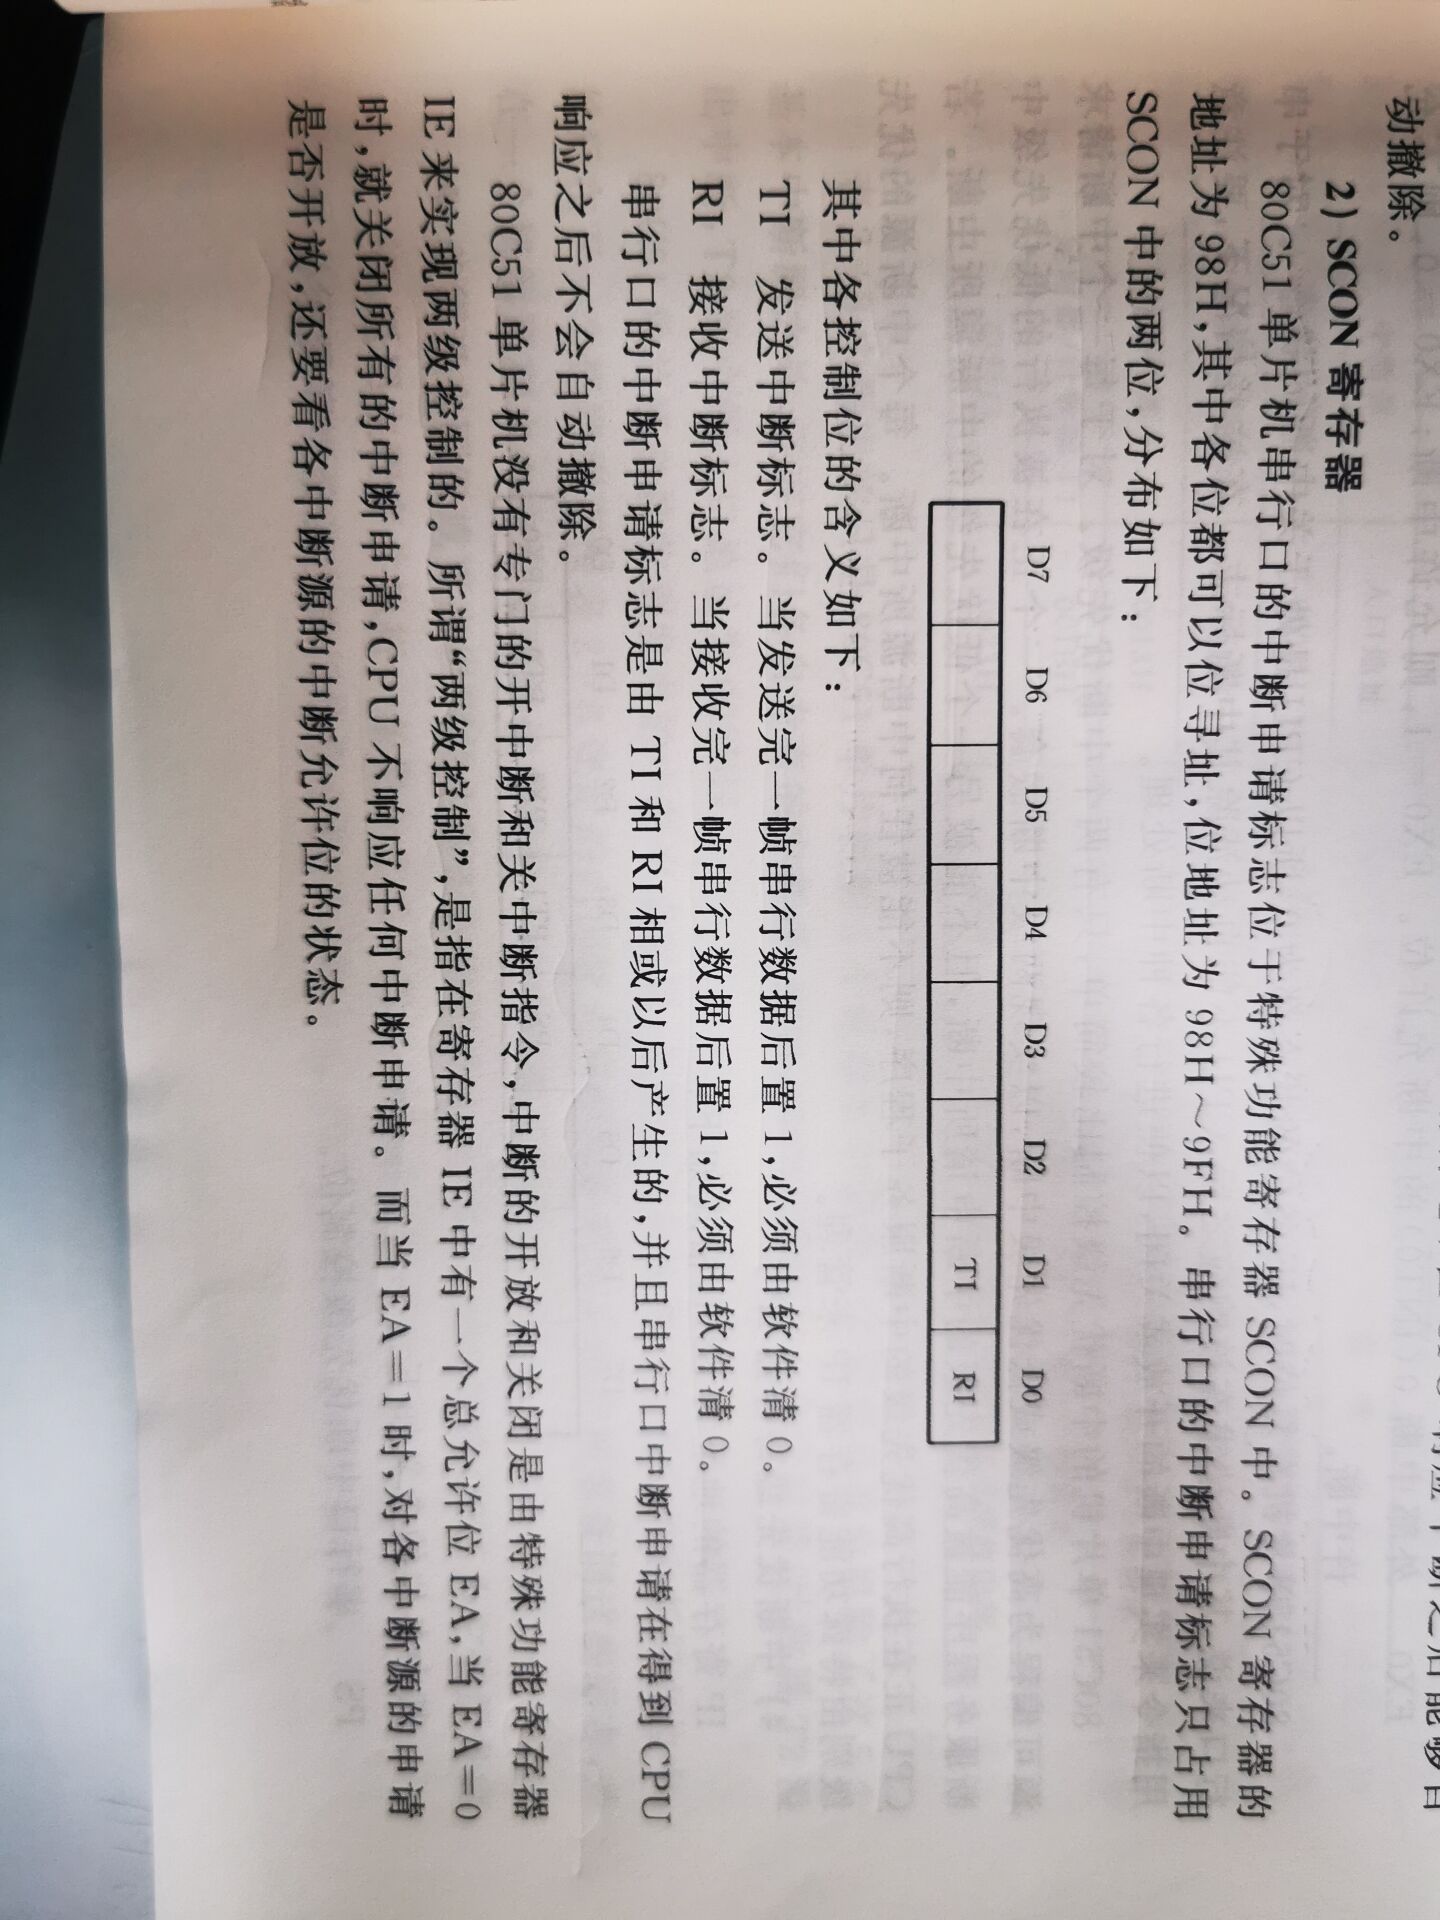 CPU 响应中断之后能够自
动撤除。
2) SCON 寄存器
80C51 单片机串行口的中断申请标志位于特殊功能寄存器 SCON 中。SCON 寄存器的
地址为 98H,其中各位都可以位寻址,位地址为 98H～9FH。串行口的中断申请标志只占用
SCON 中的两位,分布如下:
D7 D6 D5 D4 D3 D2 D1 D0
TI RI
其中各控制位的含义如下:
TI 发送中断标志。当发送完一帧串行数据后置 1,必须由软件清 0。
RI 接收中断标志。当接收完一帧串行数据后置 1,必须由软件清 0。
串行口的中断申请标志是由 TI 和 RI 相或以后产生的,并且串行口中断申请在得到 CPU
响应之后不会自动撤除。
80C51 单片机没有专门的开中断和关中断指令,中断的开放和关闭是由特殊功能寄存器
IE 来实现两级控制的。所谓“两级控制”,是指在寄存器 IE 中有一个总允许位 EA,当 EA=0
时,就关闭所有的中断申请,CPU 不响应任何中断申请。而当 EA=1 时,对各中断源的申请
是否开放,还要看各中断源的中断允许位的状态。